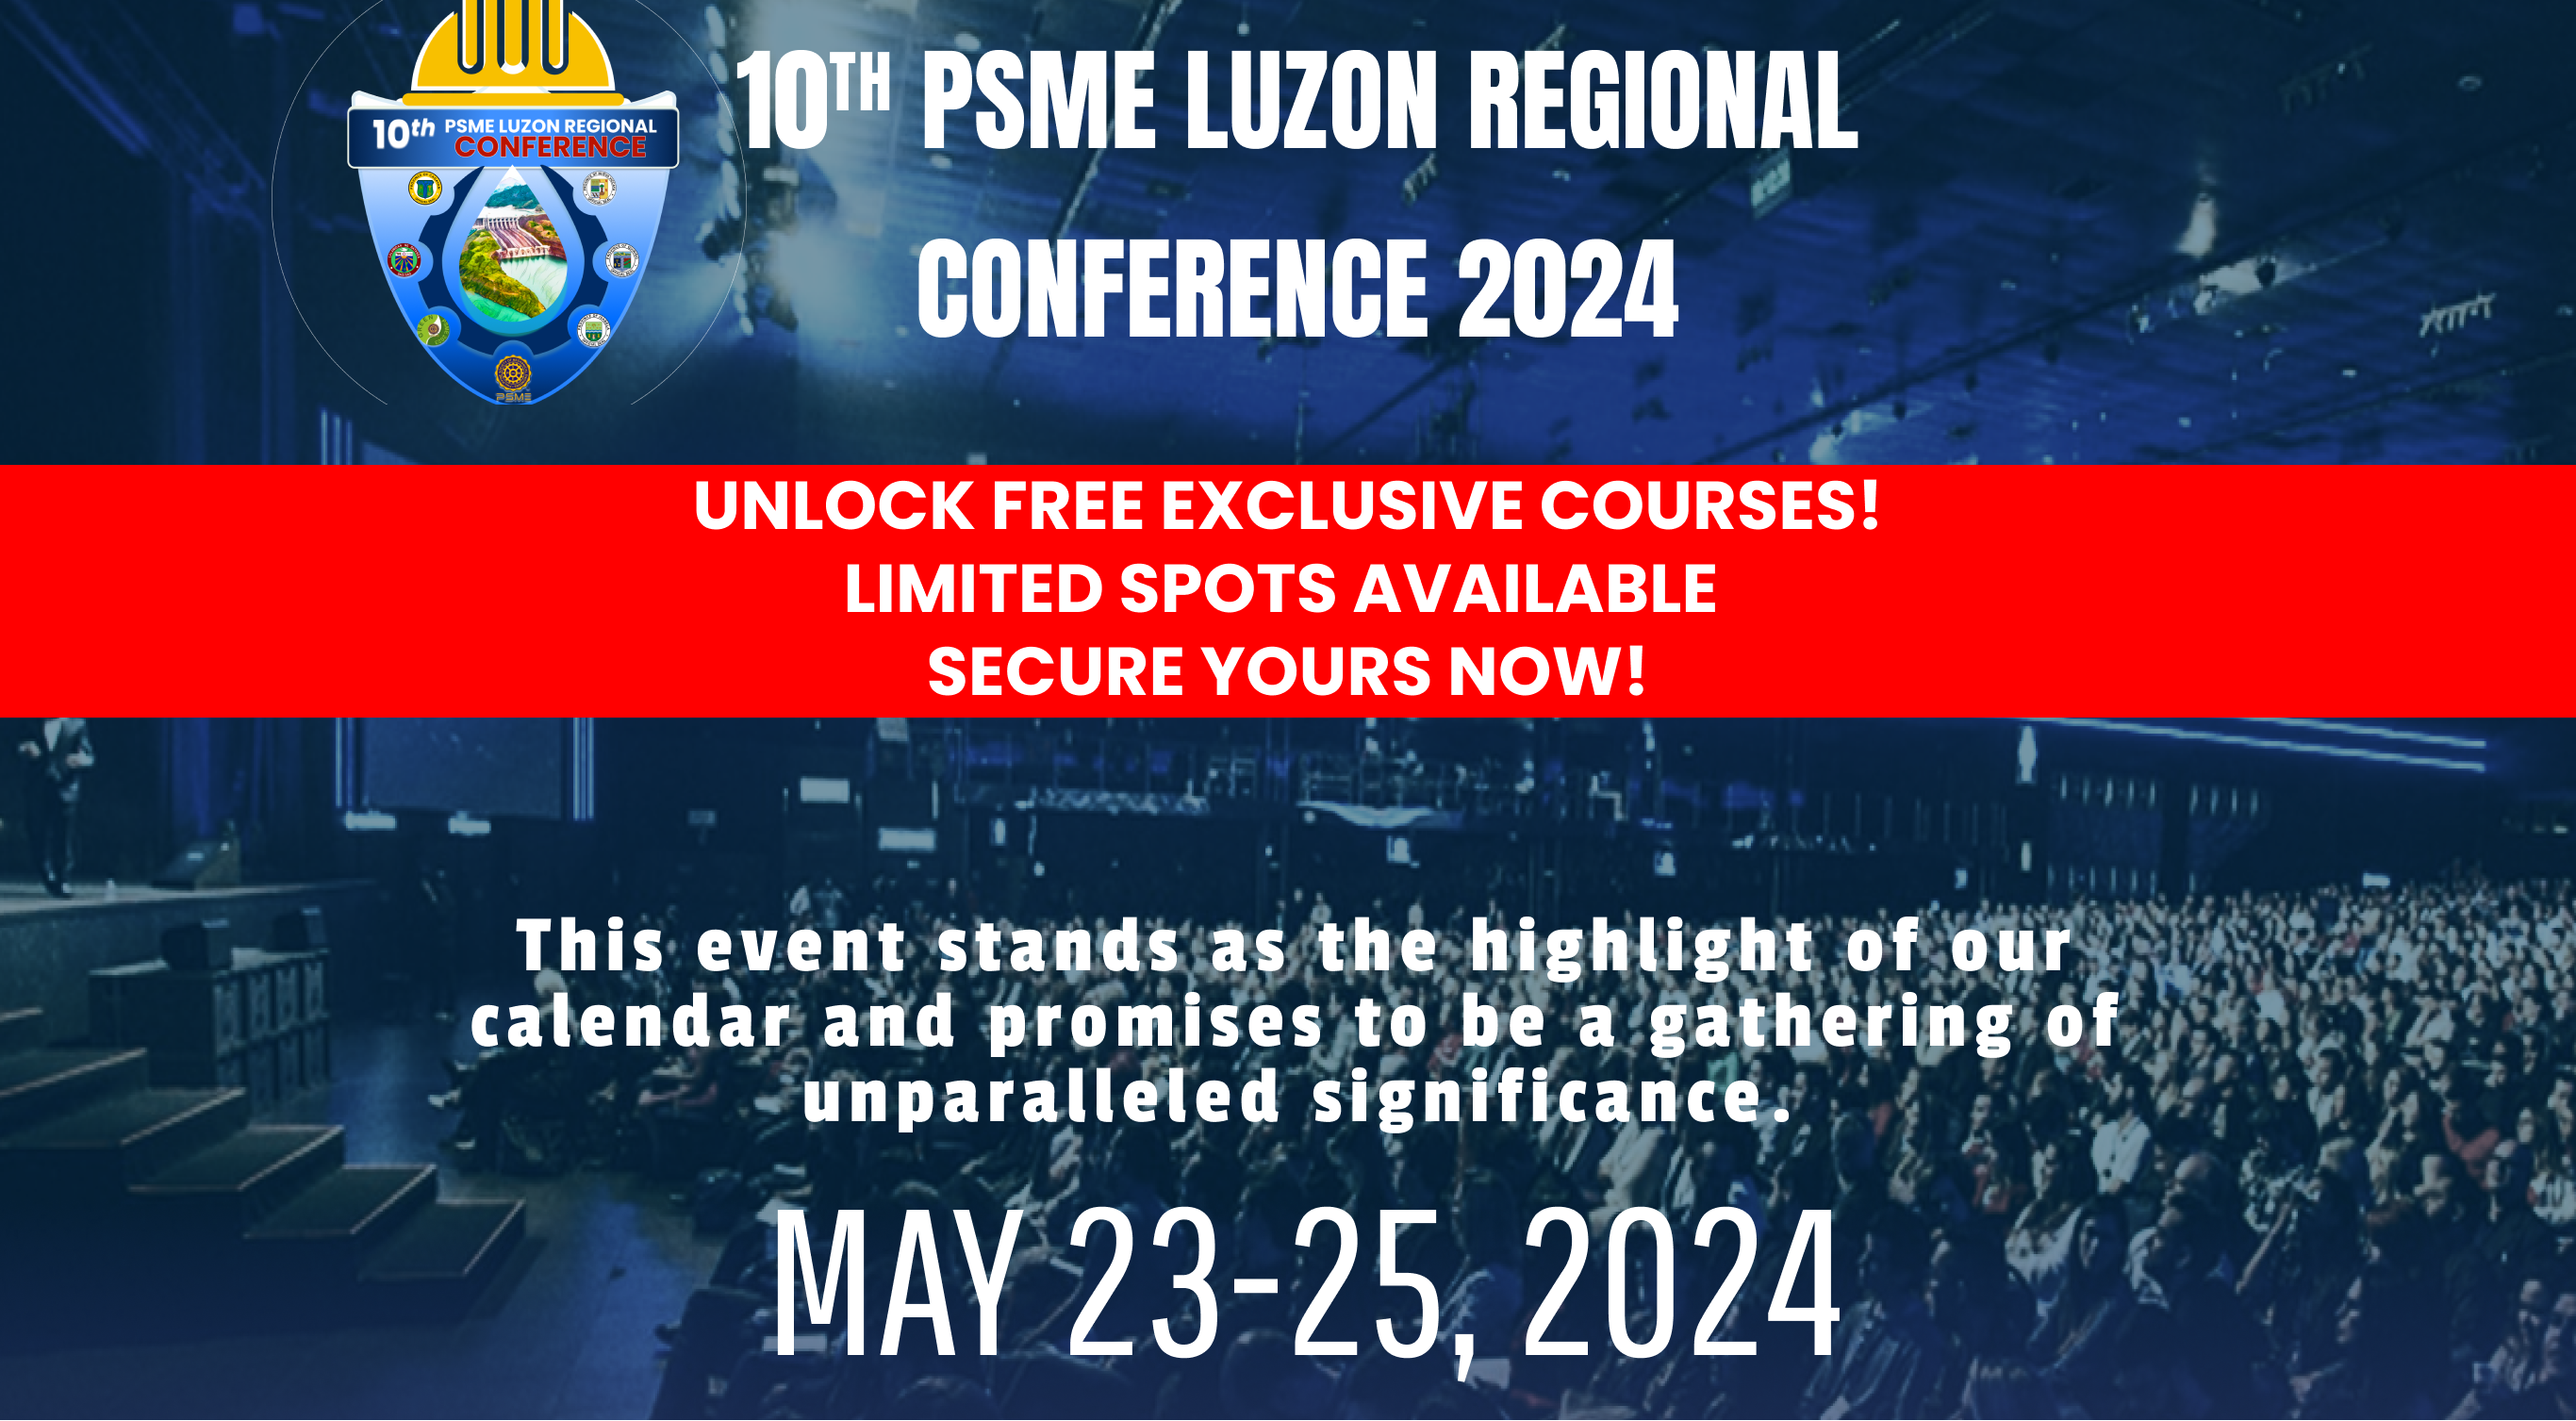 10th PSME LUZON REGIONAL
CONFERENCE
PSME
10TH PSME LUZON REGIONAL
CONFERENCE 2024
UNLOCK FREE EXCLUSIVE COURSES!
LIMITED SPOTS AVAILABLE
SECURE YOURS NOW!
This event stands as the highlight of our
calendar and promises to be a gathering of
unparalleled significance.
MAY 23-25, 2024